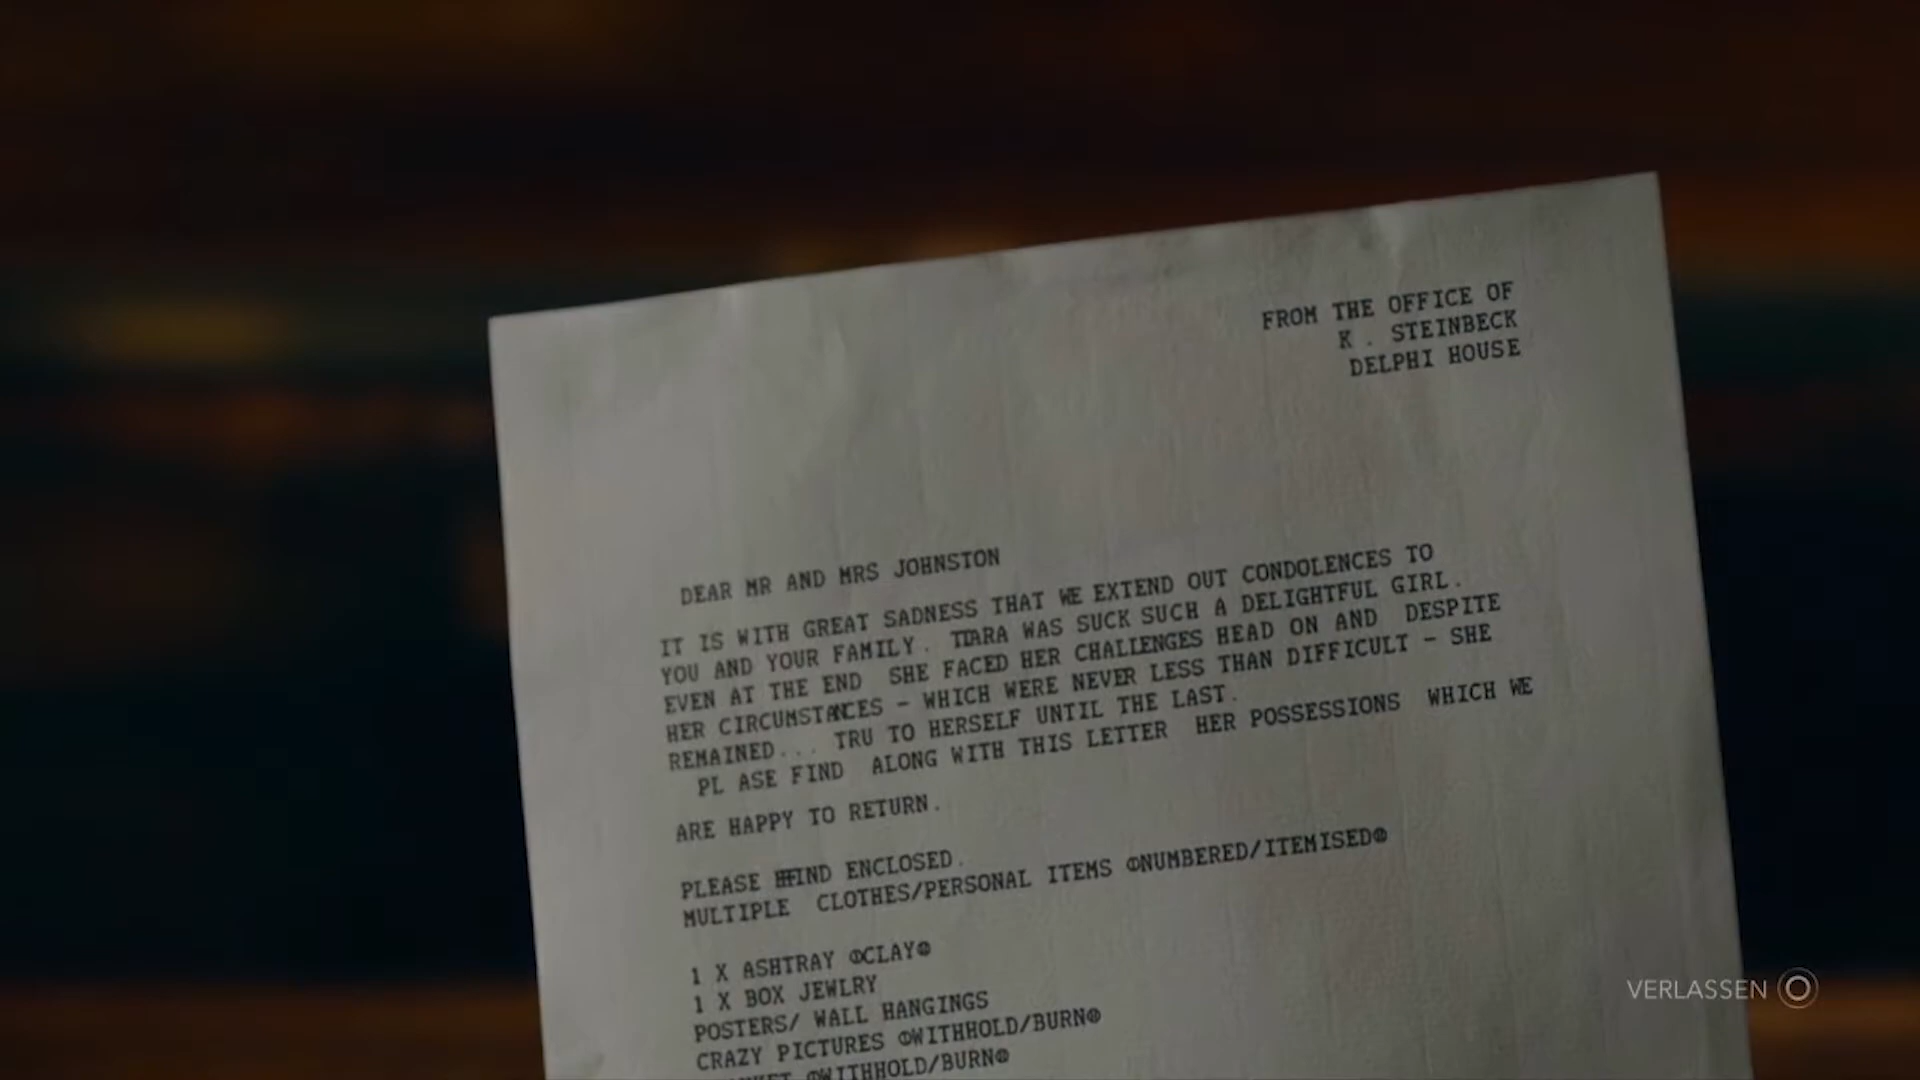 FROM THE OFFICE OF
K . STEINBECK
DELPHI HOUSE
DEAR MR AND MRS JOHNSTON
IT IS WITH GREAT SADNESS THAT WE EXTEND OUT CONDOLENCES TO
YOU AND YOUR FAMILY. WAS SUCK SUCH A DELIGHTFUL GIRL.
EVEN AT THE END SHE FACED HER CHALLENGES HEAD ON AND DESPITE
HER CIRCUMSTANCES - WHICH WERE NEVER LESS THAN DIFFICULT - SHE
REMAINED... TRU TO HERSELF UNTIL THE LAST.
PL ASE FIND ALONG WITH THIS LETTER HER POSSESSIONS WHICH WE
ARE HAPPY TO RETURN.
PLEASE ENCLOSED.
MULTIPLE CLOTHES/PERSONAL ITEMS NUMBERED/ITEMISED
1 X ASHTRAY CLAY
1 X BOX JEWLRY
POSTERS/ WALL HANGINGS
CRAZY PICTURES WITHHOLD/BURN
WITHHOLD/BURN
VERLASSEN